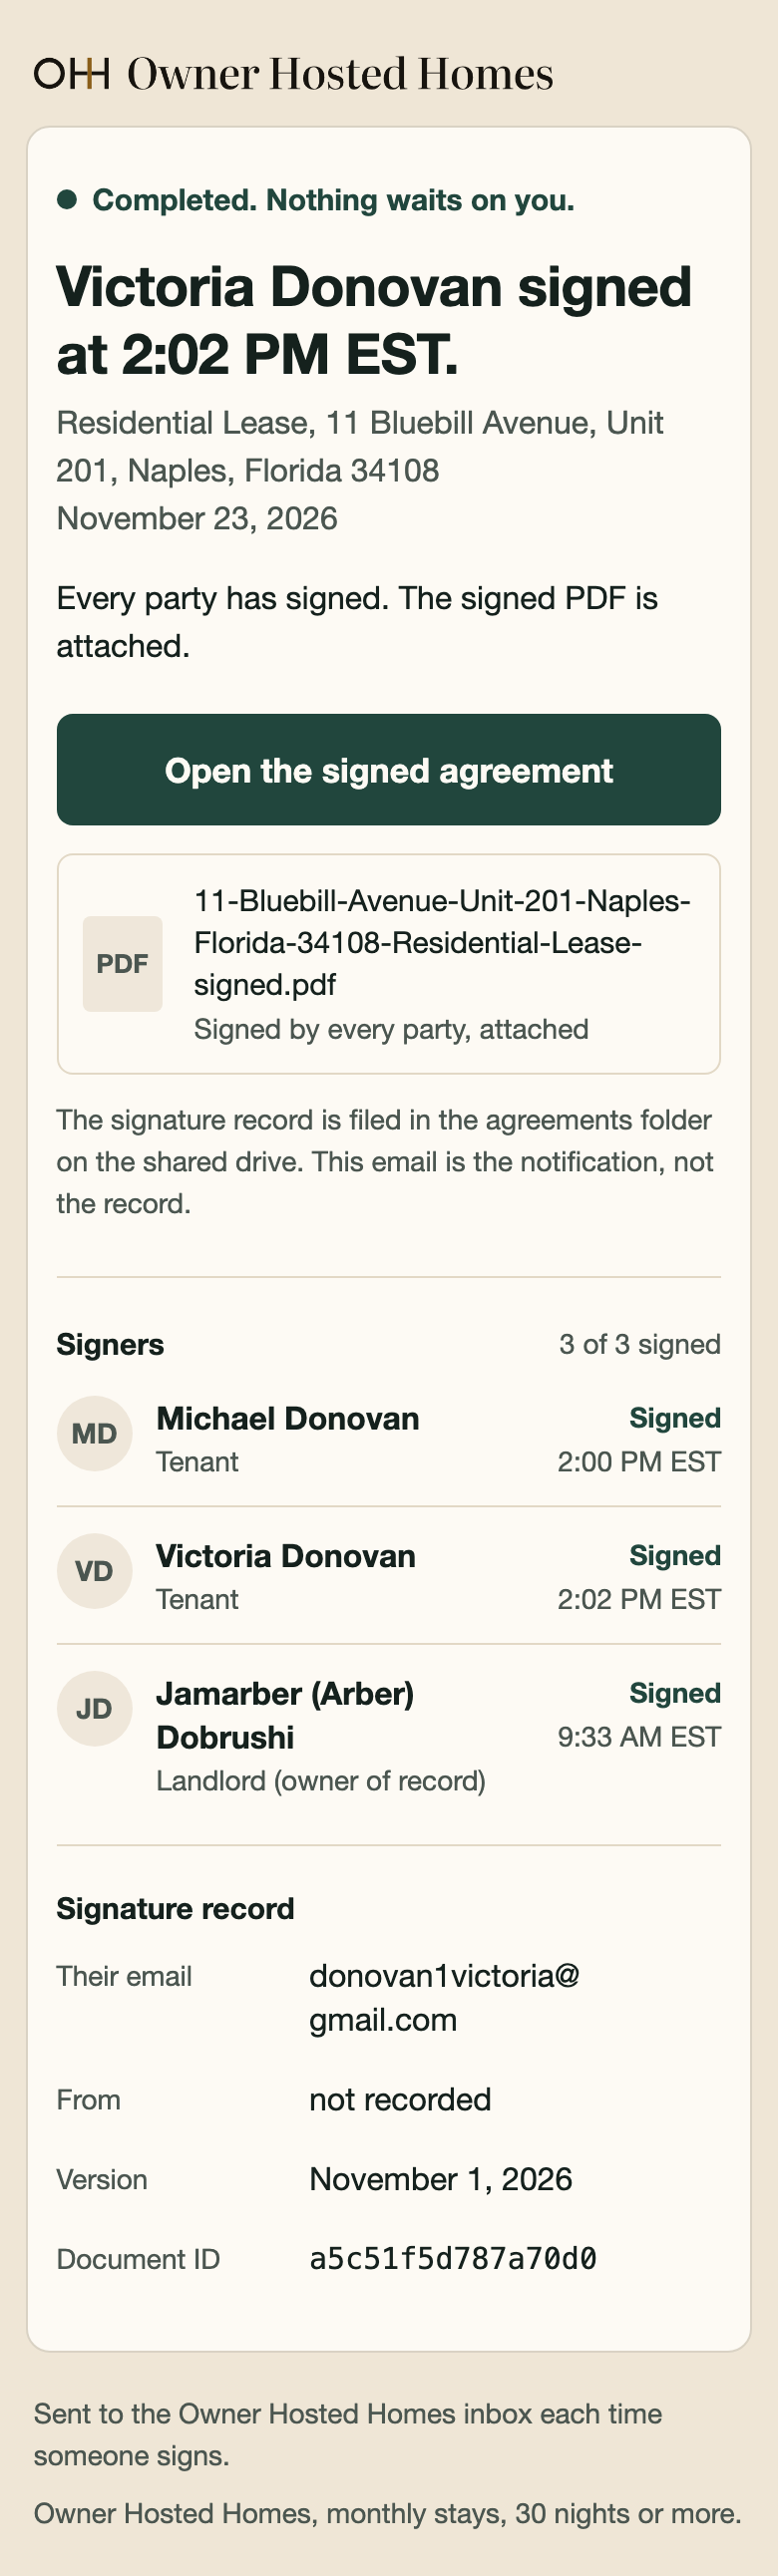 OHH Owner Hosted Homes
Completed. Nothing waits on you.
Victoria Donovan signed
at 2:02 PM EST.
Residential Lease, 11 Bluebill Avenue, Unit
201, Naples, Florida 34108
November 23, 2026
Every party has signed. The signed PDF is
attached.
Open the signed agreement
PDF
11-Bluebill-Avenue-Unit-201-Naples-
Florida-34108-Residential-Lease-
signed.pdf
Signed by every party, attached
The signature record is filed in the agreements folder
on the shared drive. This email is the notification, not
the record.
Signers 3 of 3 signed
MD Michael Donovan Signed
Tenant 2:00 PM EST
VD Victoria Donovan Signed
Tenant 2:02 PM EST
JD Jamarber (Arber) Signed
Dobrushi 9:33 AM EST
Landlord (owner of record)
Signature record
Their email donovan1victoria@
gmail.com
From not recorded
Version November 1, 2026
Document ID a5c51f5d787a70d0
Sent to the Owner Hosted Homes inbox each time
someone signs.
Owner Hosted Homes, monthly stays, 30 nights or more.